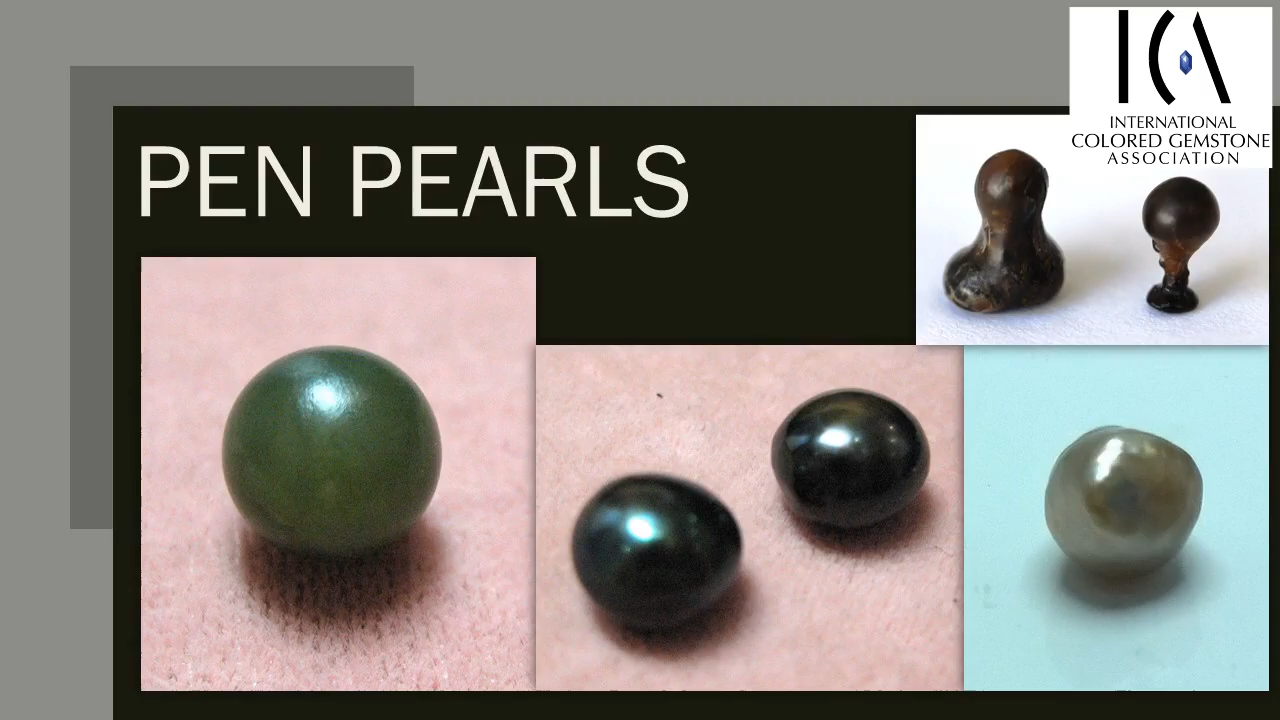 PEN PEARLS
ICA
INTERNATIONAL
COLORED GEMSTONE
ASSOCIATION